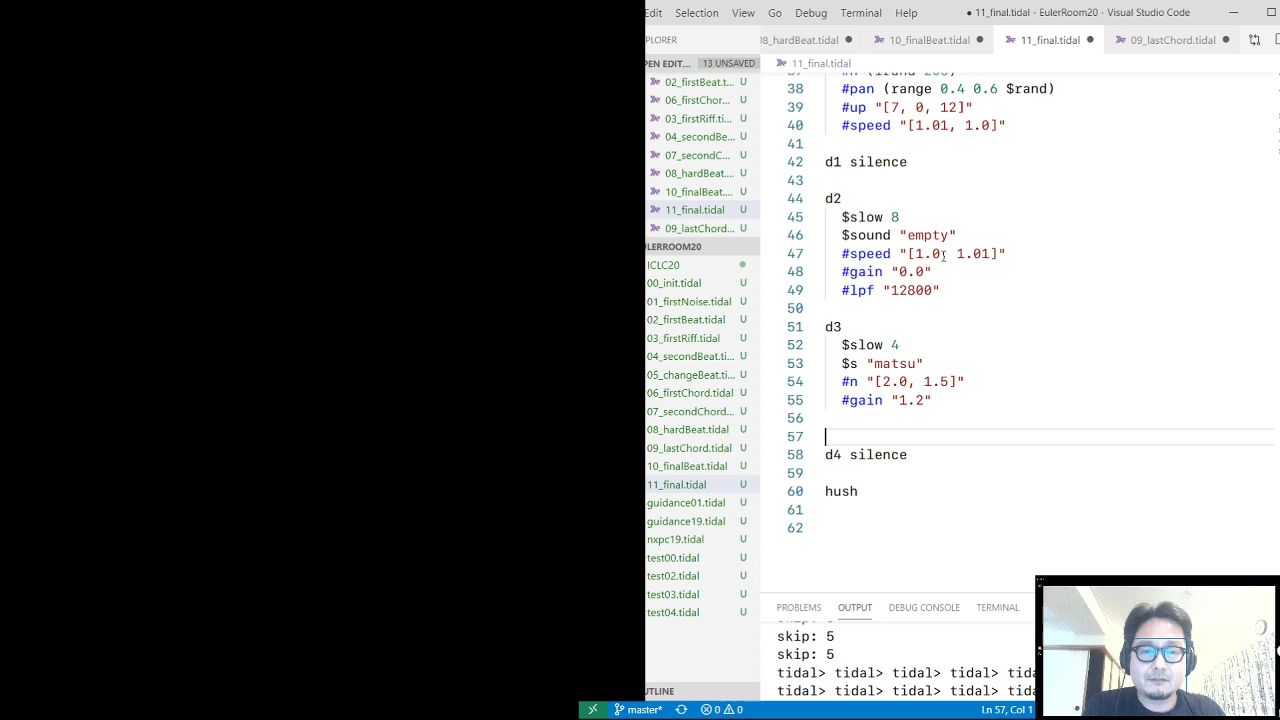 Edit Selection View Go Debug Terminal Help ● 11_final.tidal - EulerRoom20 - Visual Studio Code
PLORER
08_hardBeat.tidal 10_finalBeat.tidal 11_final.tidal 09_lastChord.tidal
PEN EDIT... 13 UNSAVED
02_firstBeat.t... U
06_firstChor... U
03_firstRiff.ti... U
04_secondBe... U
07_secondC... U
08_hardBeat.... U
10_finalBeat.... U
11_final.tidal U
09_lastChord... U
ULERROOM20
ICLC20
00_init.tidal U
01_firstNoise.tidal U
02_firstBeat.tidal U
03_firstRiff.tidal U
04_secondBeat.ti... U
05_changeBeat.ti... U
06_firstChord.tidal U
07_secondChord... U
08_hardBeat.tidal U
09_lastChord.tidal U
10_finalBeat.tidal U
11_final.tidal U
guidance01.tidal U
guidance19.tidal U
nxpc19.tidal U
test00.tidal U
test02.tidal U
test03.tidal U
test04.tidal U
UTLINE
11_final.tidal
38 #pan (range 0.4 0.6 $rand)
39 #up "[7, 0, 12]"
40 #speed "[1.01, 1.0]"
41
42 d1 silence
43
44 d2
45 $slow 8
46 $sound "empty"
47 #speed "[1.0, 1.01]"
48 #gain "0.0"
49 #lpf "12800"
50
51 d3
52 $slow 4
53 $s "matsu"
54 #n "[2.0, 1.5]"
55 #gain "1.2"
56
57
58 d4 silence
59
60 hush
61
62
PROBLEMS OUTPUT DEBUG CONSOLE TERMINAL
skip: 5
skip: 5
tidal> tidal> tidal> tidal> tida
tidal> tidal> tidal> tidal> tida
master* 0 0 Ln 57, Col 1